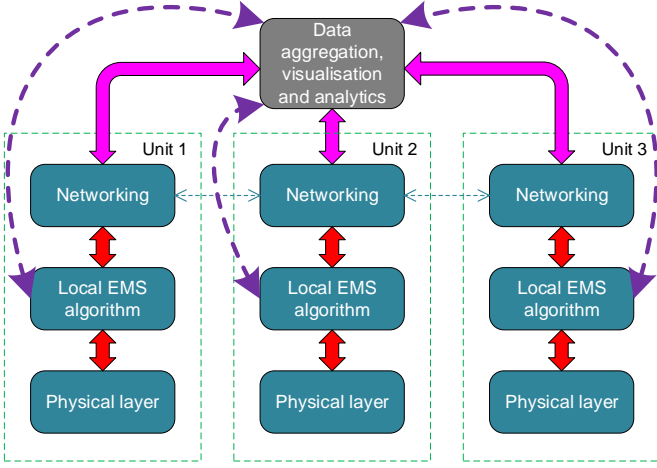 Data
aggregation,
visualisation
and analytics
Unit 1
Unit 2
Unit 3
Networking
Networking
Networking
Local EMS
algorithm
Local EMS
algorithm
Local EMS
algorithm
Physical layer
Physical layer
Physical layer